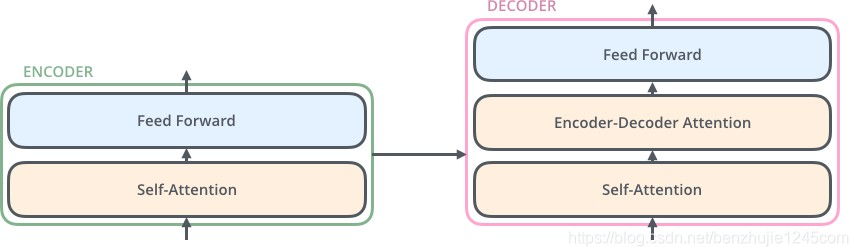 ENCODER
Feed Forward
Self-Attention
DECODER
Feed Forward
Encoder-Decoder Attention
Self-Attention
https://blog.csdn.net/benzhujie1245com